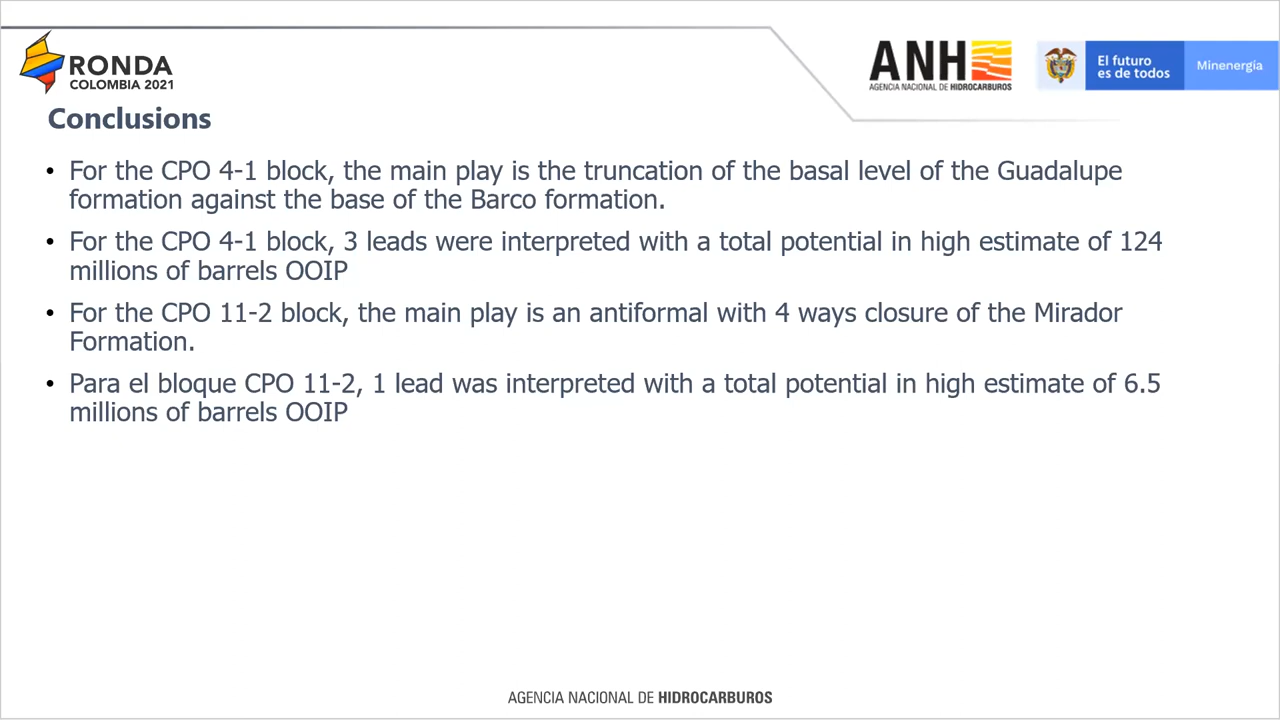 RONDA
COLOMBIA 2021
ANH
AGENCIA NACIONAL DE HIDROCARBUROS
El futuro
es de todos
Minenergía
Conclusions
• For the CPO 4-1 block, the main play is the truncation of the basal level of the Guadalupe
formation against the base of the Barco formation.
• For the CPO 4-1 block, 3 leads were interpreted with a total potential in high estimate of 124
millions of barrels OOIP
• For the CPO 11-2 block, the main play is an antiformal with 4 ways closure of the Mirador
Formation.
• Para el bloque CPO 11-2, 1 lead was interpreted with a total potential in high estimate of 6.5
millions of barrels OOIP
AGENCIA NACIONAL DE HIDROCARBUROS